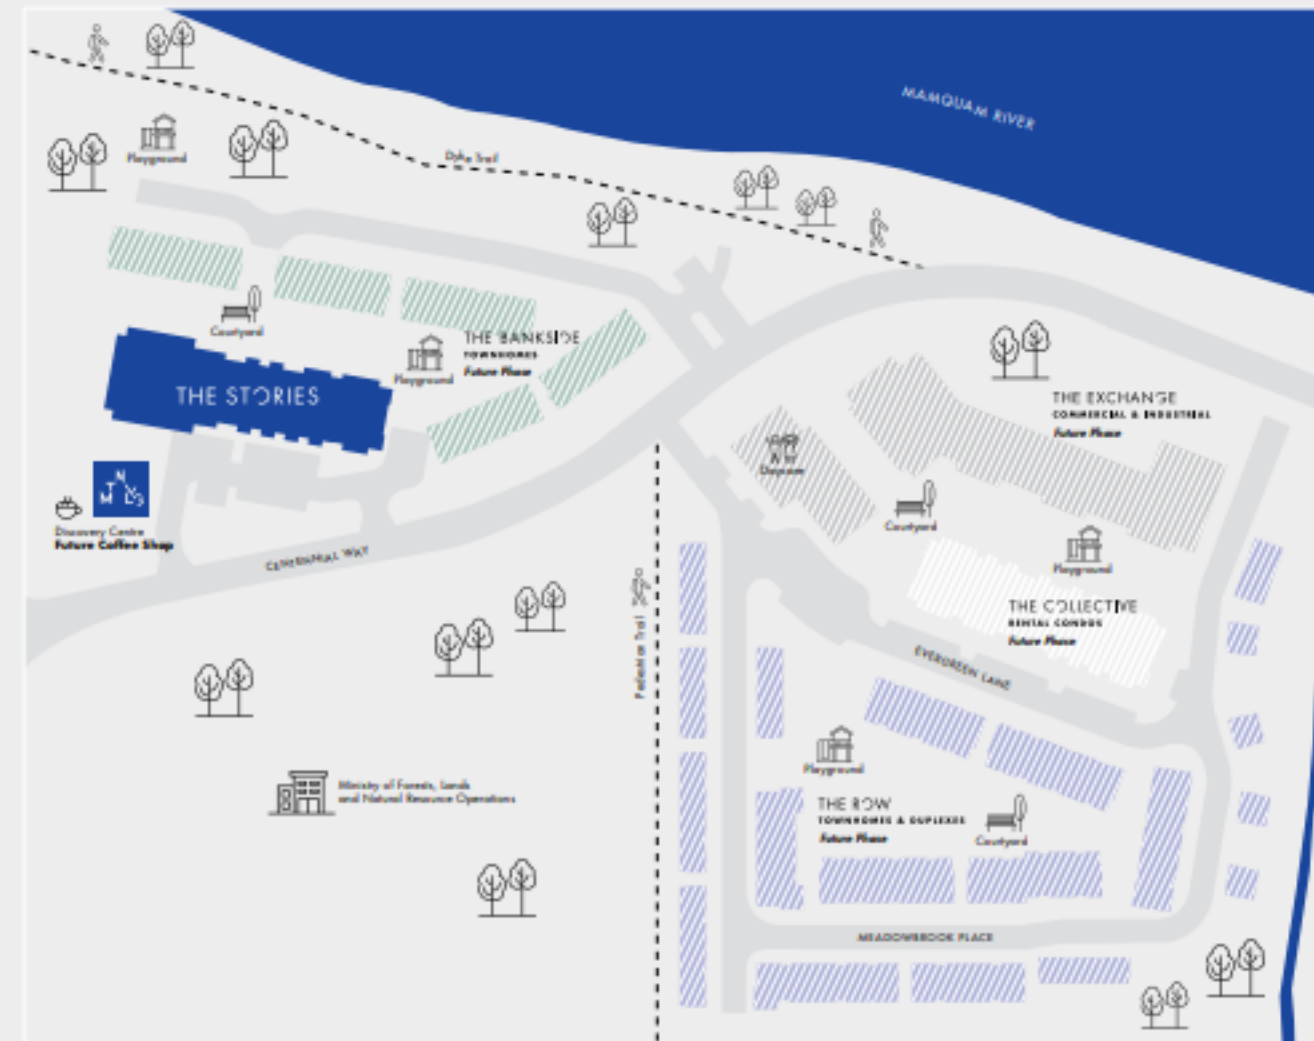 MAMQUAM RIVER
Dyke Trail
Playground
Courtyard
THE BANKSIDE
TOWNHOMES
Future Phase
Playground
THE STORIES
THE EXCHANGE
COMMERCIAL & INDUSTRIAL
Future Phase
Daycare
Courtyard
MTN LVS
Discovery Centre
Future Coffee Shop
CENTENNIAL WAY
Playground
THE COLLECTIVE
RENTAL CONDOS
Future Phase
Pedestrian Trail
EVERGREEN LANE
Playground
Ministry of Forests, Lands
and Natural Resource Operations
THE ROW
TOWNHOMES & DUPLEXES
Future Phase
Courtyard
MEADOWBROOK PLACE